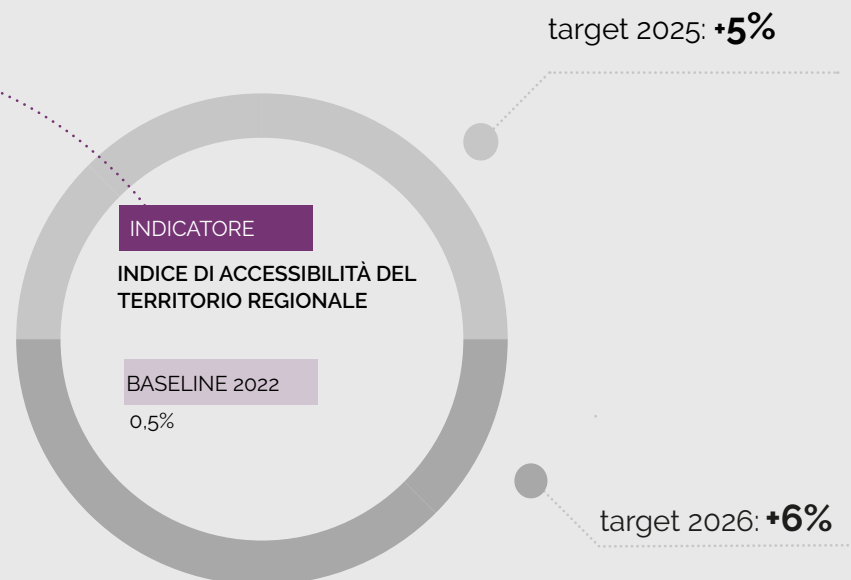 target 2025: +5%
INDICATORE
INDICE DI ACCESSIBILITÀ DEL
TERRITORIO REGIONALE
BASELINE 2022
0,5%
target 2026: +6%